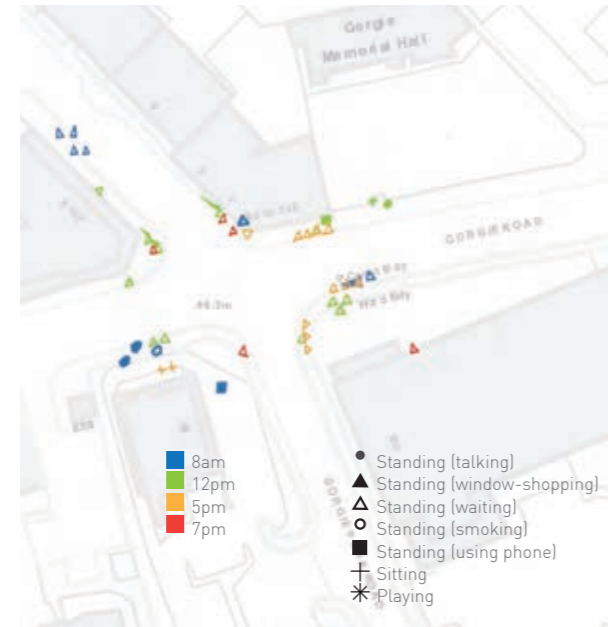 Gorgie
Memorial Hall
GORGIE ROAD
8am
12pm
5pm
7pm
Standing (talking)
Standing (window-shopping)
Standing (waiting)
Standing (smoking)
Standing (using phone)
Sitting
Playing